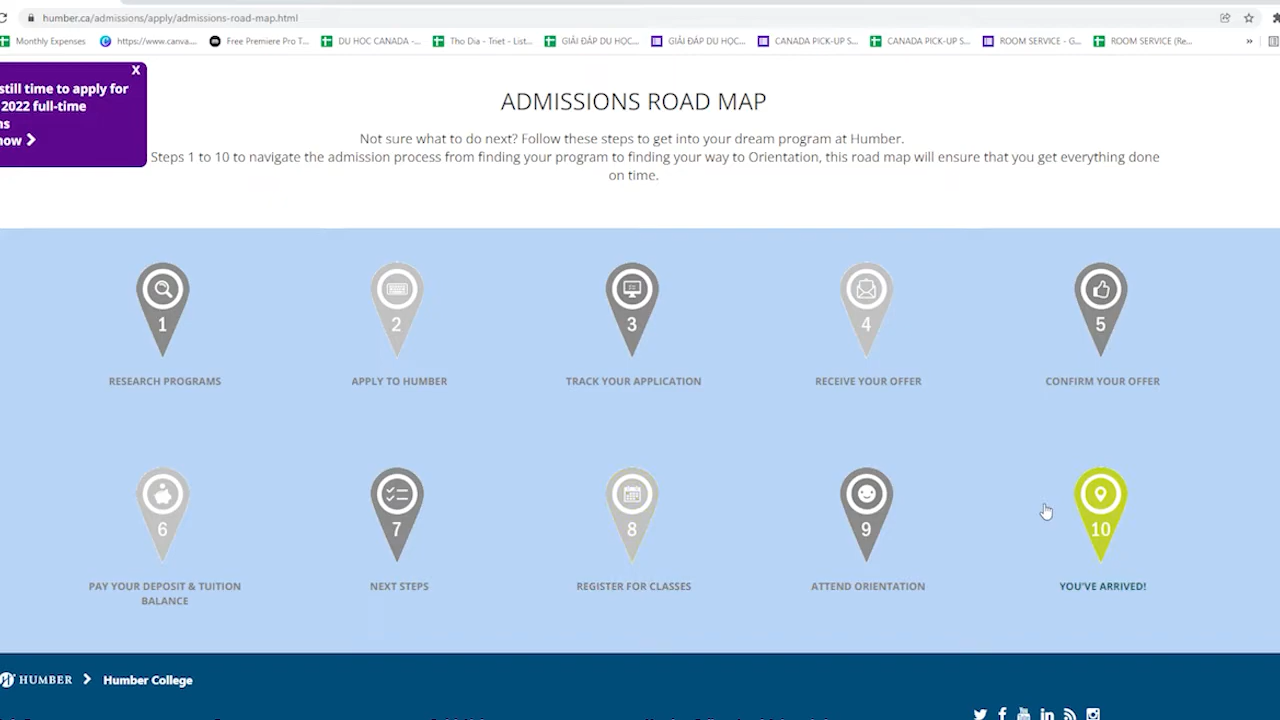 humber.ca/admissions/apply/admissions-road-map.html
Monthly Expenses https://www.canva.... Free Premiere Pro T... DU HOC CANADA -... Tho Dia - Triet - List... GIẢI ĐÁP DU HỌC... GIẢI ĐÁP DU HỌC... CANADA PICK-UP S... CANADA PICK-UP S... ROOM SERVICE - G... ROOM SERVICE (Re... »
X
still time to apply for
2022 full-time
ns
now
ADMISSIONS ROAD MAP
Not sure what to do next? Follow these steps to get into your dream program at Humber.
Steps 1 to 10 to navigate the admission process from finding your program to finding your way to Orientation, this road map will ensure that you get everything done
on time.
1 2 3 4 5
RESEARCH PROGRAMS APPLY TO HUMBER TRACK YOUR APPLICATION RECEIVE YOUR OFFER CONFIRM YOUR OFFER
6 7 8 9 10
PAY YOUR DEPOSIT & TUITION NEXT STEPS REGISTER FOR CLASSES ATTEND ORIENTATION YOU'VE ARRIVED!
BALANCE
HUMBER Humber College